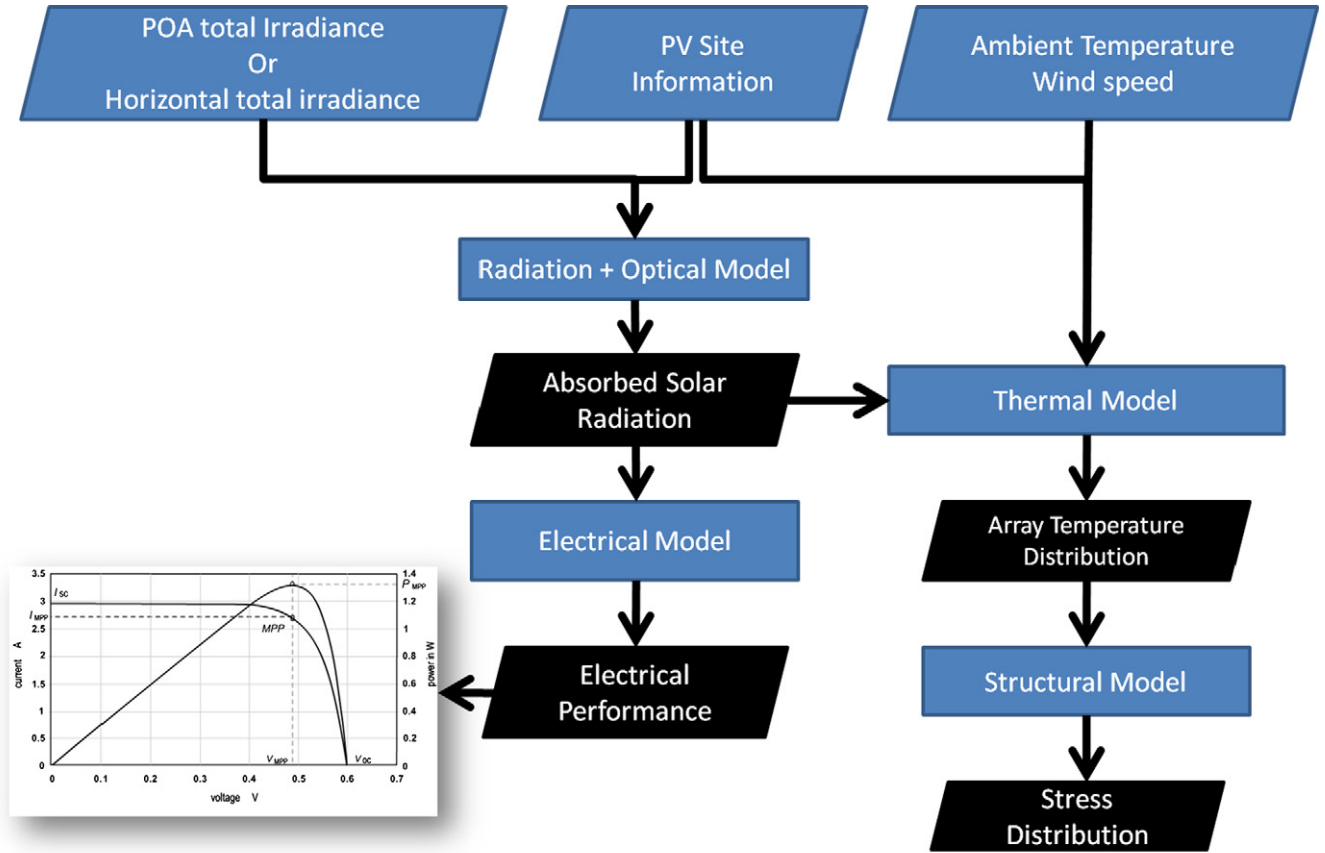 POA total Irradiance
Or
Horizontal total irradiance
PV Site
Information
Ambient Temperature
Wind speed
Radiation + Optical Model
Absorbed Solar
Radiation
Thermal Model
Electrical Model
Array Temperature
Distribution
Electrical
Performance
Structural Model
Stress
Distribution
3.5
3
2.5
2
1.5
1
0.5
0
current A
I SC
I MPP
MPP
P MPP
V MPP
V OC
1.4
1.2
1
0.8
0.6
0.4
0.2
0
power in W
0 0.1 0.2 0.3 0.4 0.5 0.6 0.7
voltage V